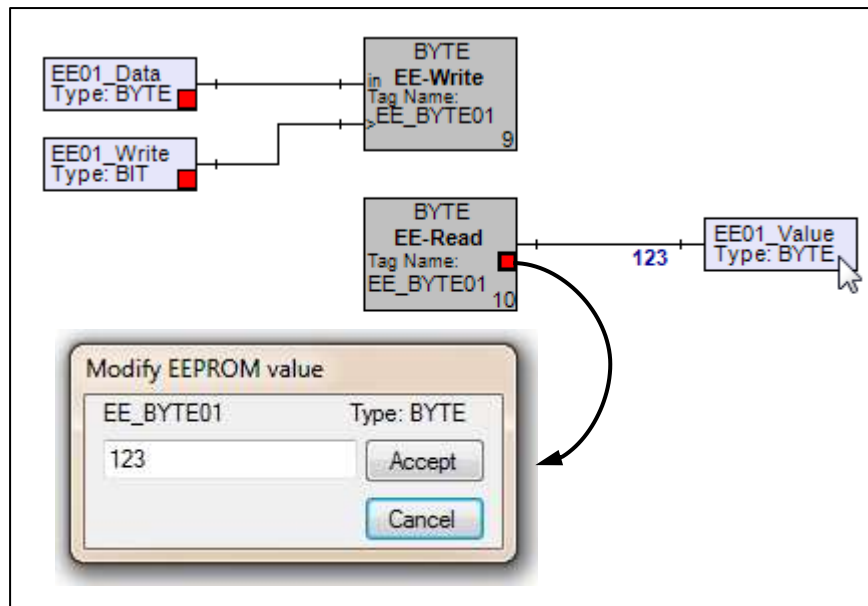 EE01_Data
Type: BYTE
EE01_Write
Type: BIT
BYTE
in EE-Write
Tag Name:
>EE_BYTE01
9
BYTE
EE-Read
Tag Name:
EE_BYTE01
10
123
EE01_Value
Type: BYTE
Modify EEPROM value
EE_BYTE01 Type: BYTE
123 Accept
Cancel